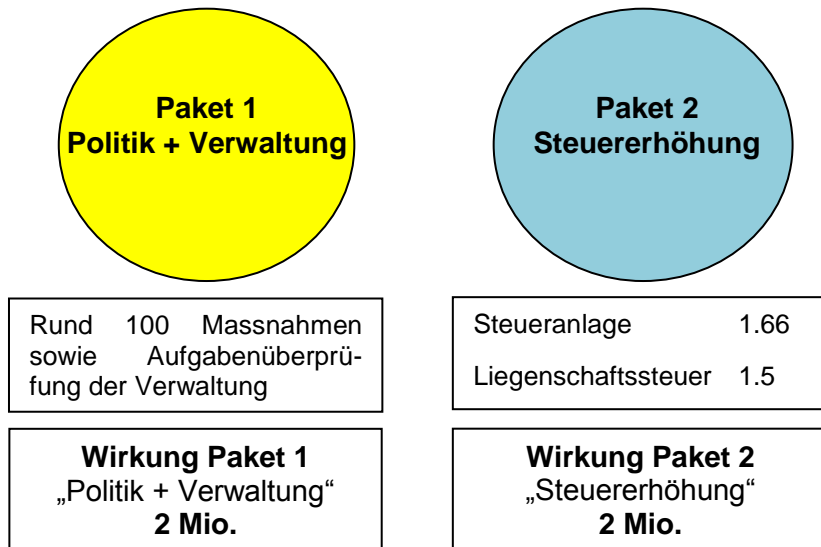 Paket 1
Politik + Verwaltung
Paket 2
Steuererhöhung
Rund 100 Massnahmen
sowie Aufgabenüberprü-
fung der Verwaltung
Steueranlage 1.66
Liegenschaftssteuer 1.5
Wirkung Paket 1
„Politik + Verwaltung“
2 Mio.
Wirkung Paket 2
„Steuererhöhung“
2 Mio.